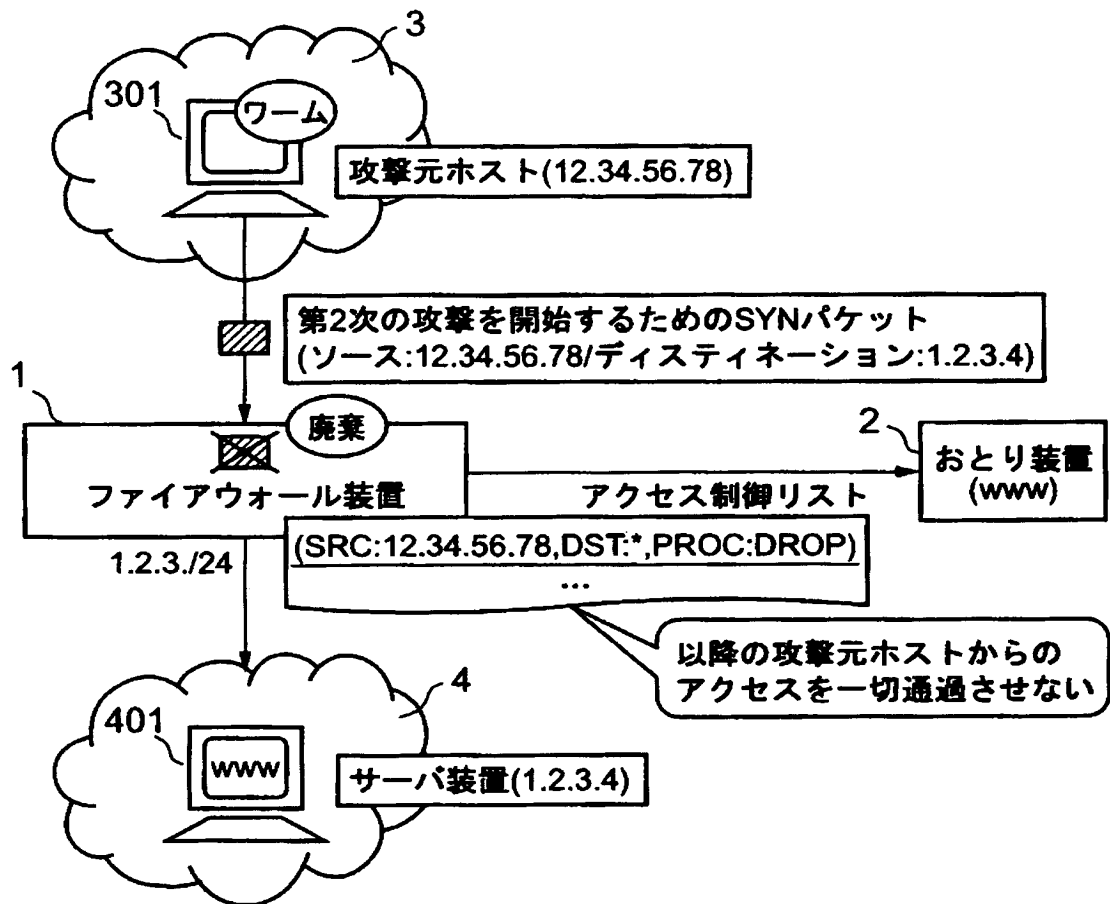 3
301
ワーム
攻撃元ホスト(12.34.56.78)
第2次の攻撃を開始するためのSYNパケット
(ソース:12.34.56.78/ディスティネーション:1.2.3.4)
1
廃棄
ファイアウォール装置
2
おとり装置
(www)
アクセス制御リスト
(SRC:12.34.56.78,DST:*,PROC:DROP)
…
1.2.3./24
以降の攻撃元ホストからの
アクセスを一切通過させない
4
401
www
サーバ装置(1.2.3.4)